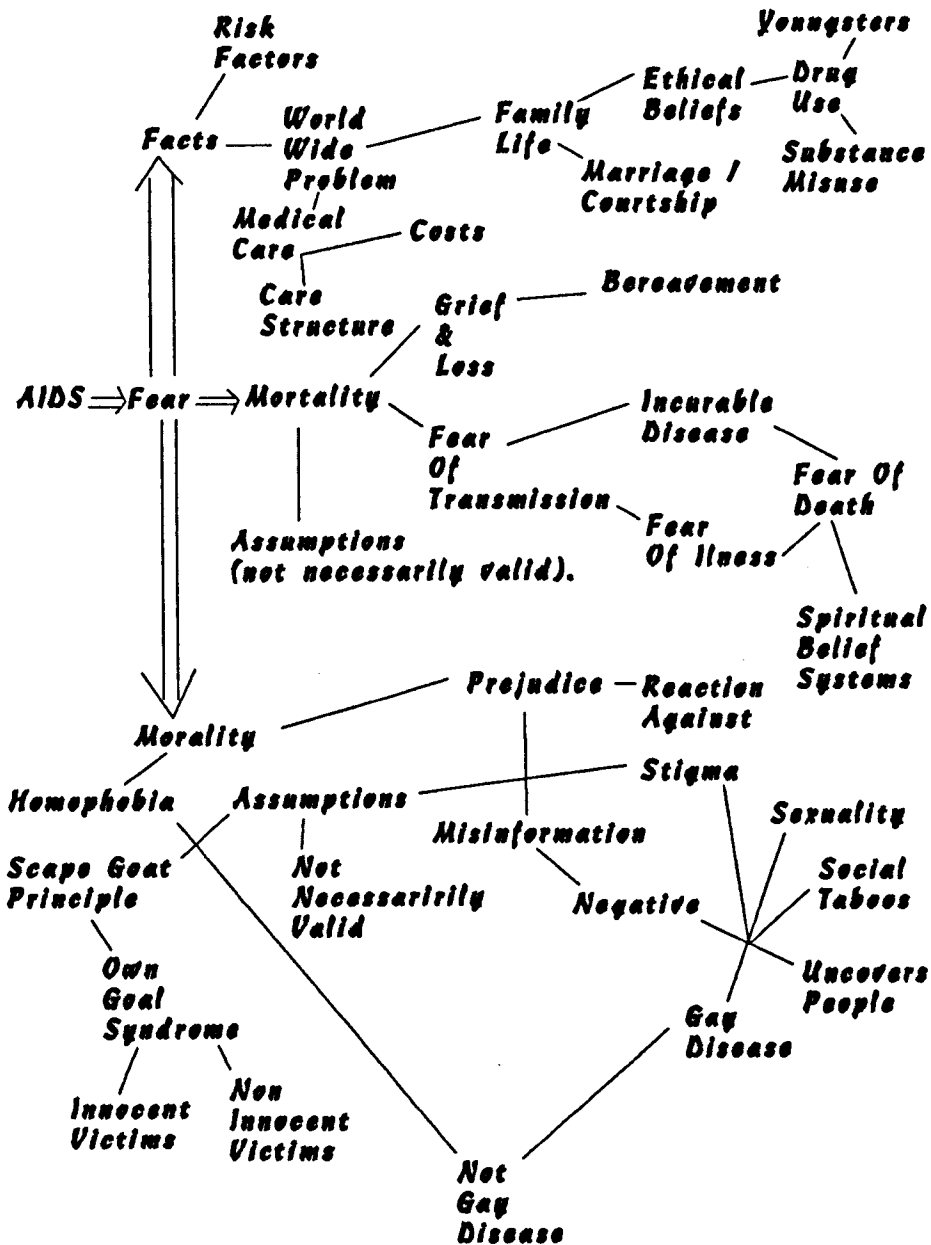 Risk
Factors
Youngsters
Facts
World
Wide
Problem
Family
Life
Ethical
Beliefs
Drug
Use
Substance
Misuse
Marriage /
Courtship
Medical
Care
Costs
Care
Structure
Grief
&
Loss
Bereavement
AIDS
Fear
Mortality
Incurable
Disease
Fear
Of
Transmission
Fear Of
Death
Fear
Of Ilness
Assumptions
(not necessarily valid).
Spiritual
Belief
Systems
Prejudice
Reaction
Against
Morality
Stigma
Homophobia
Assumptions
Sexuality
Misinformation
Scape Goat
Principle
Not
Necessaririly
Valid
Negative
Social
Taboos
Own
Goal
Syndrome
Uncovers
People
Gay
Disease
Innocent
Victims
Non
Innocent
Victims
Not
Gay
Disease